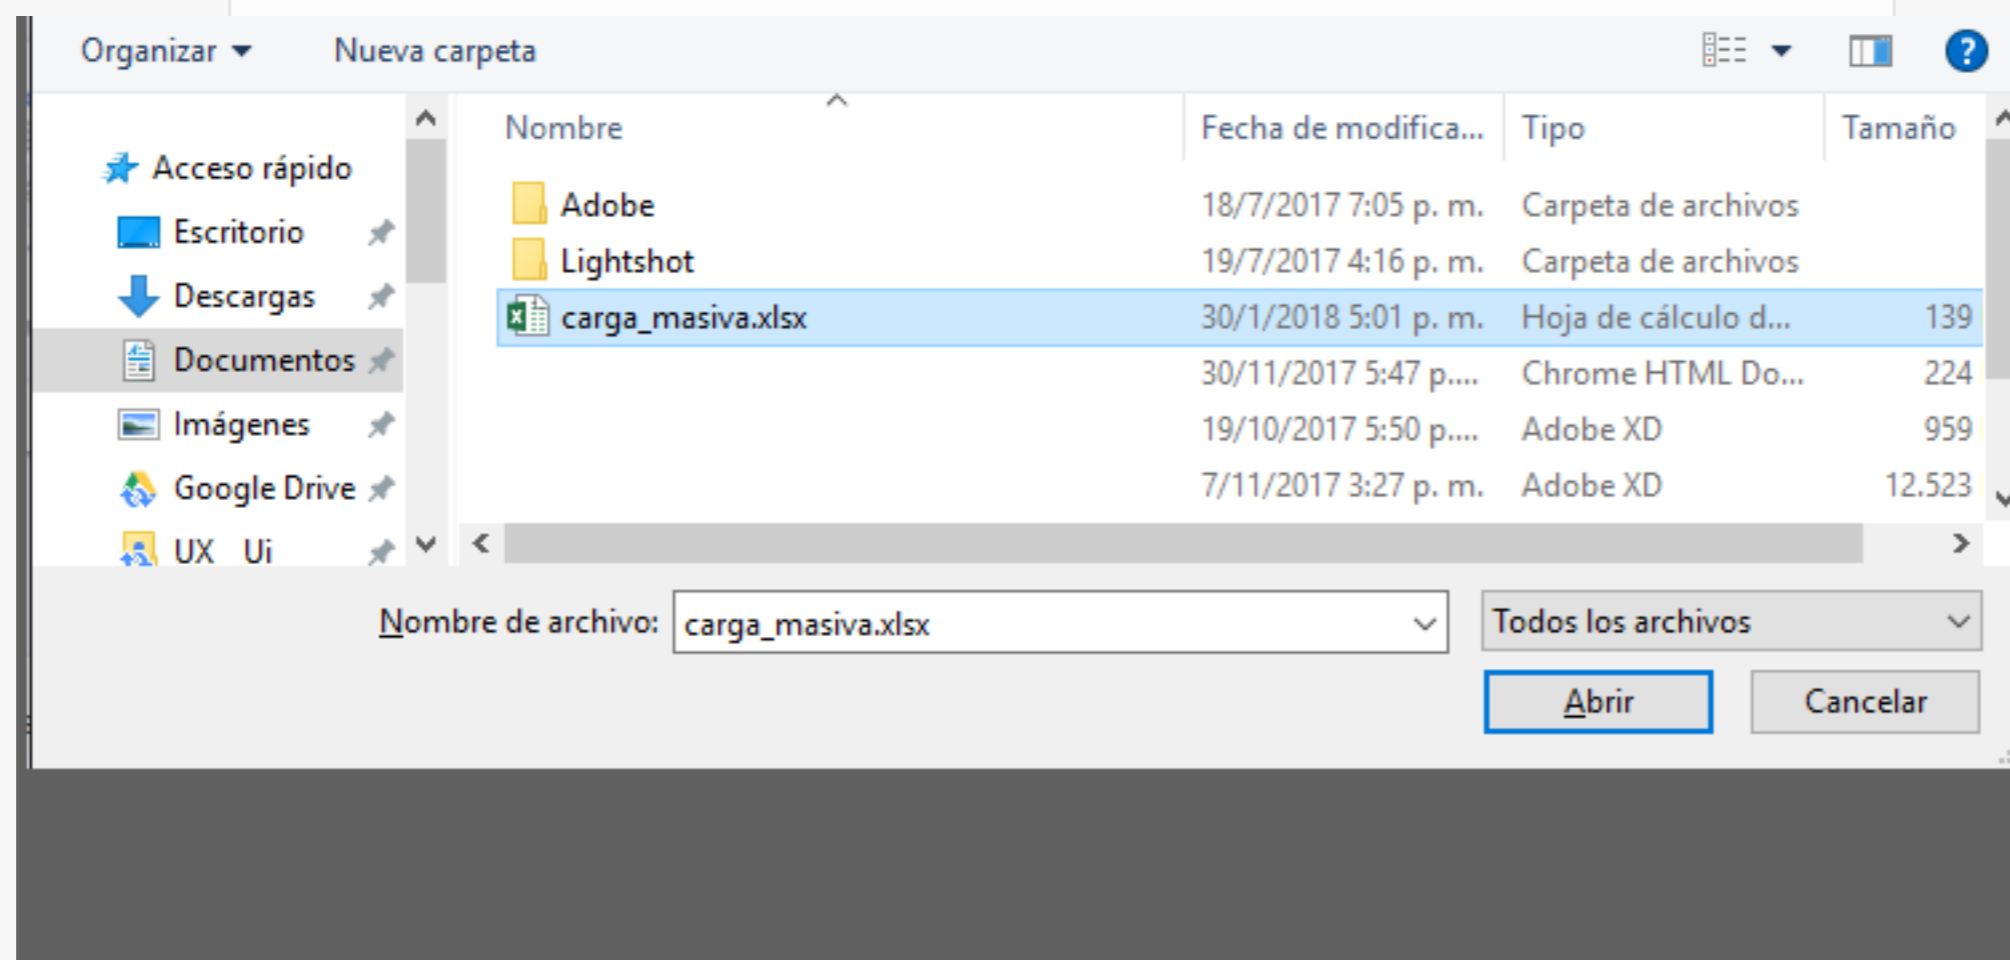 Organizar Nueva carpeta ?
Nombre Fecha de modifica... Tipo Tamaño
Acceso rápido
Escritorio
Descargas
Documentos
Imágenes
Google Drive
UX Ui
Adobe 18/7/2017 7:05 p. m. Carpeta de archivos
Lightshot 19/7/2017 4:16 p. m. Carpeta de archivos
carga_masiva.xlsx 30/1/2018 5:01 p. m. Hoja de cálculo d... 139
30/11/2017 5:47 p.... Chrome HTML Do... 224
19/10/2017 5:50 p.... Adobe XD 959
7/11/2017 3:27 p. m. Adobe XD 12.523
Nombre de archivo: carga_masiva.xlsx Todos los archivos
Abrir Cancelar